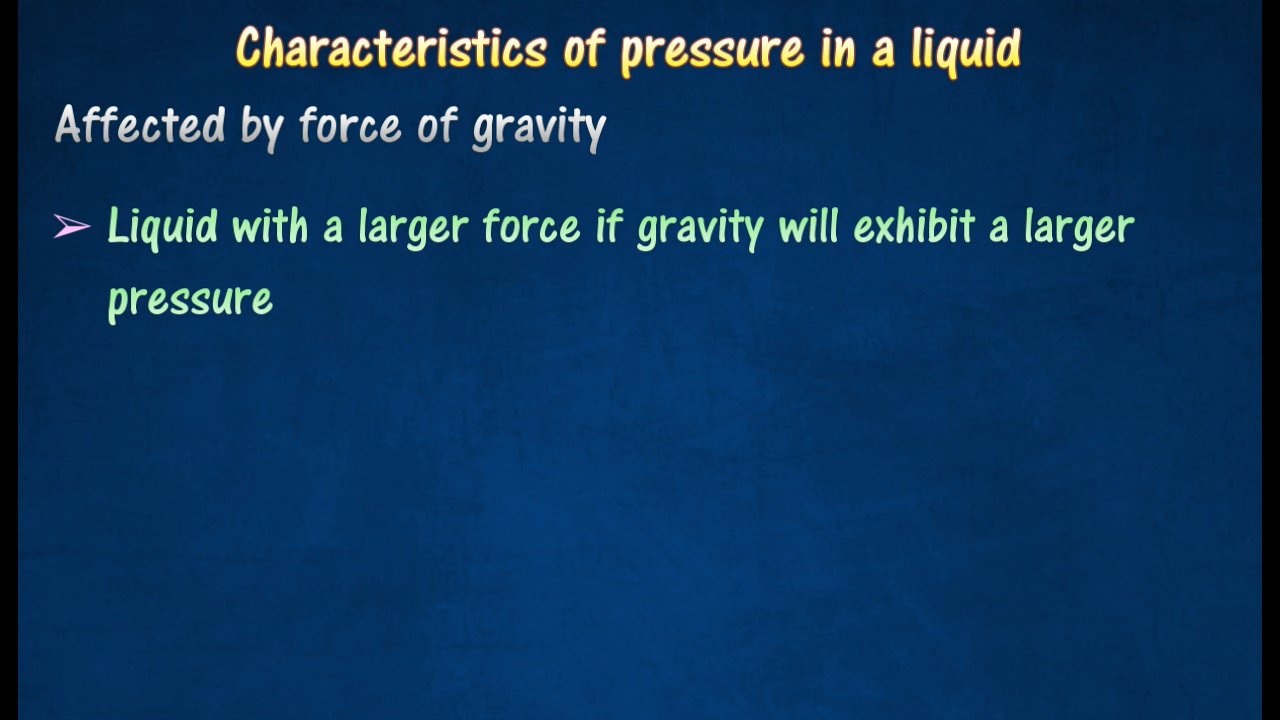 Characteristics of pressure in a liquid
Affected by force of gravity
➢ Liquid with a larger force if gravity will exhibit a larger
pressure